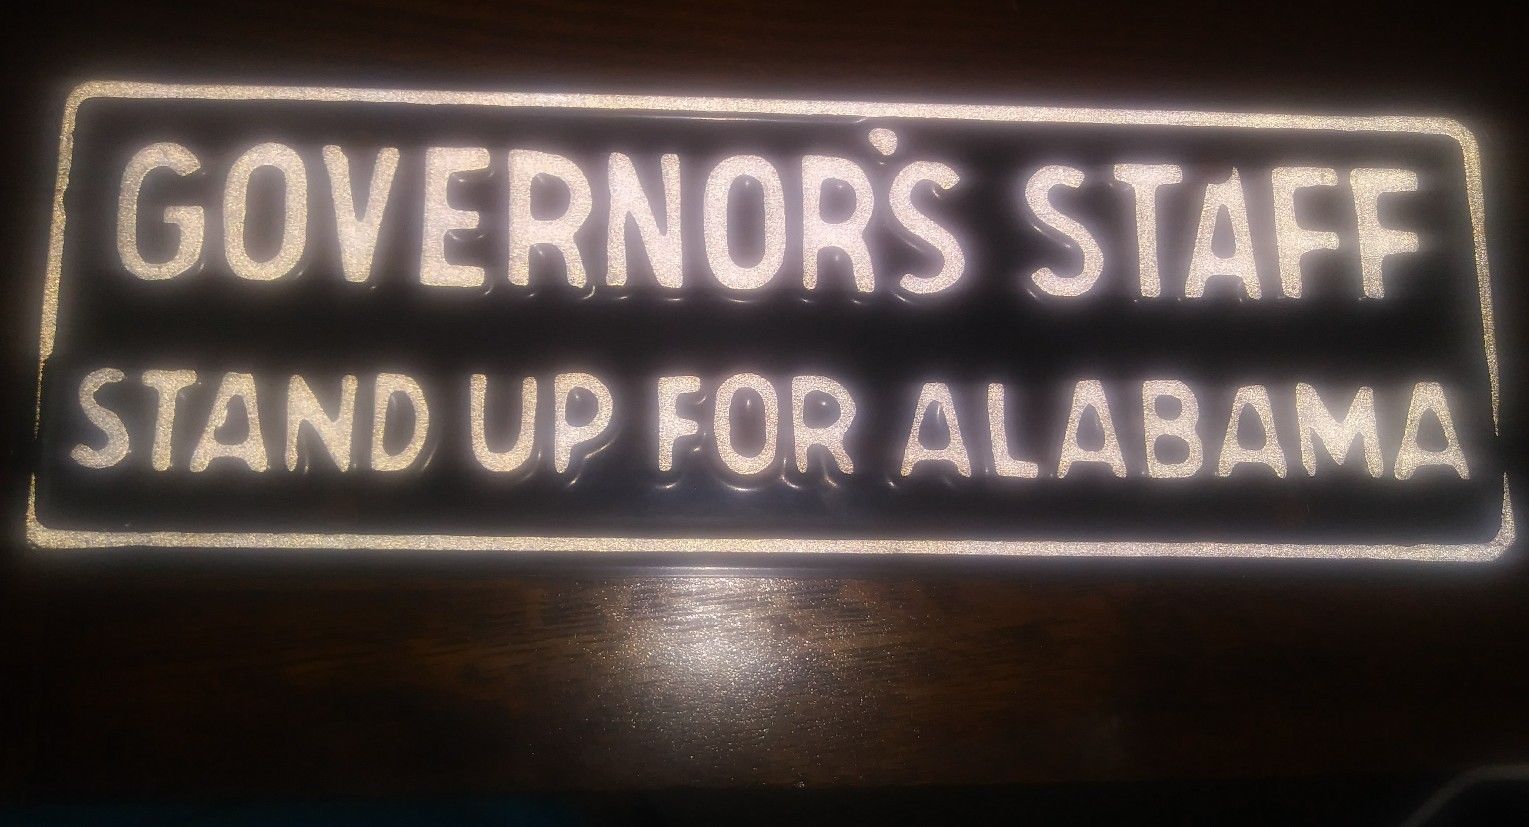 GOVERNOR'S STAFF
STAND UP FOR ALABAMA